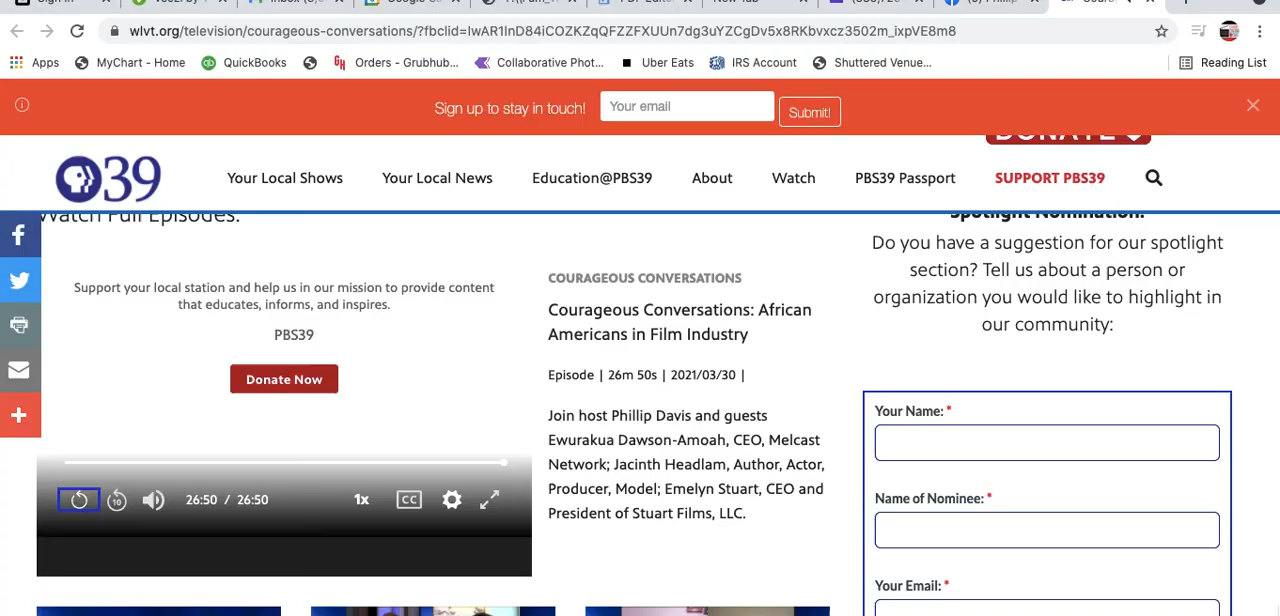 wlvt.org/television/courageous-conversations/?fbclid=IwAR1lnD84iCOZKZqQFZZFXUUn7dg3uYZCgDv5x8RKbvxcz3502m_ixpVE8m8
Apps
MyChart - Home
QuickBooks
Orders - Grubhub...
Collaborative Phot...
Uber Eats
IRS Account
Shuttered Venue...
Reading List
Sign up to stay in touch!
Your email
Submit!
DONATE
39
Your Local Shows
Your Local News
Education@PBS39
About
Watch
PBS39 Passport
SUPPORT PBS39
Watch Full Episodes:
Support your local station and help us in our mission to provide content
that educates, informs, and inspires.
PBS39
Donate Now
10
26:50 / 26:50
1x
CC
COURAGEOUS CONVERSATIONS
Courageous Conversations: African
Americans in Film Industry
Episode | 26m 50s | 2021/03/30 |
Join host Phillip Davis and guests
Ewurakua Dawson-Amoah, CEO, Melcast
Network; Jacinth Headlam, Author, Actor,
Producer, Model; Emelyn Stuart, CEO and
President of Stuart Films, LLC.
Spotlight Nomination:
Do you have a suggestion for our spotlight
section? Tell us about a person or
organization you would like to highlight in
our community:
Your Name: *
Name of Nominee: *
Your Email: *